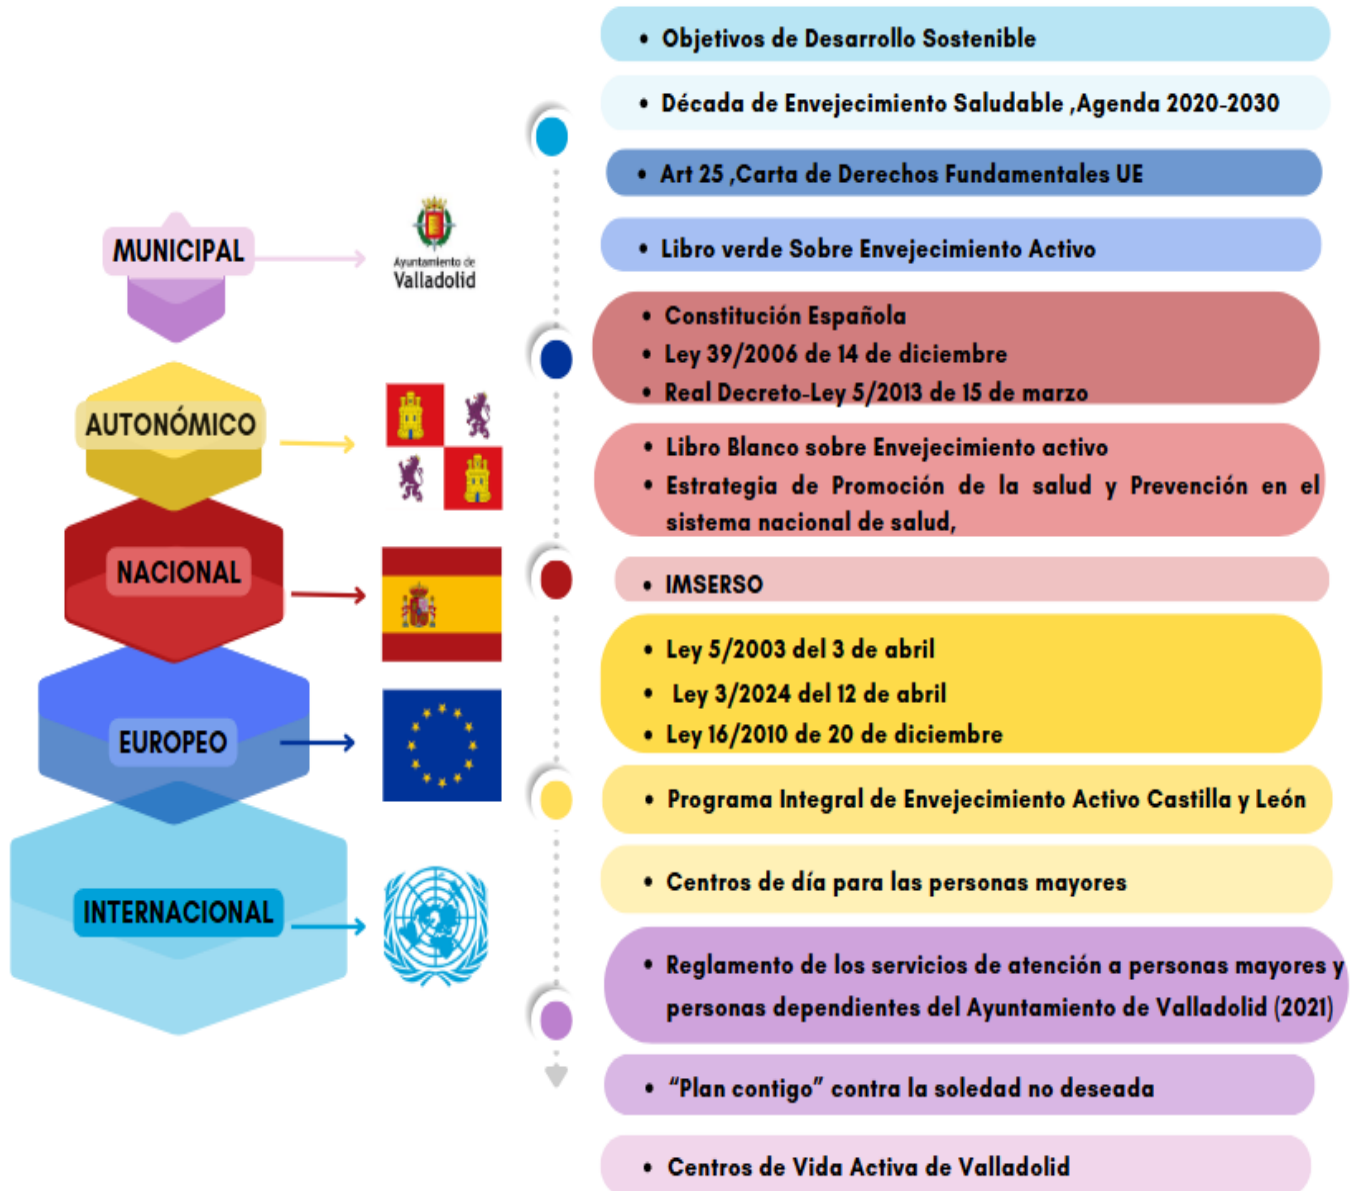 MUNICIPAL
Ayuntamiento de
Valladolid
AUTONÓMICO
NACIONAL
EUROPEO
INTERNACIONAL
• Objetivos de Desarrollo Sostenible
• Década de Envejecimiento Saludable ,Agenda 2020-2030
• Art 25 ,Carta de Derechos Fundamentales UE
• Libro verde Sobre Envejecimiento Activo
• Constitución Española
• Ley 39/2006 de 14 de diciembre
• Real Decreto-Ley 5/2013 de 15 de marzo
• Libro Blanco sobre Envejecimiento activo
• Estrategia de Promoción de la salud y Prevención en el
sistema nacional de salud,
• IMSERSO
• Ley 5/2003 del 3 de abril
• Ley 3/2024 del 12 de abril
• Ley 16/2010 de 20 de diciembre
• Programa Integral de Envejecimiento Activo Castilla y León
• Centros de día para las personas mayores
• Reglamento de los servicios de atención a personas mayores y
personas dependientes del Ayuntamiento de Valladolid (2021)
• “Plan contigo” contra la soledad no deseada
• Centros de Vida Activa de Valladolid